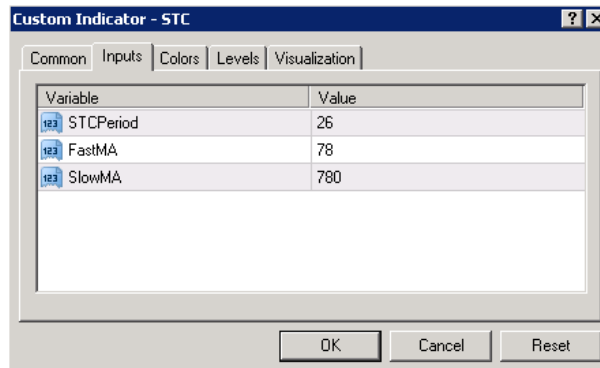 Custom Indicator - STC
Common Inputs Colors Levels Visualization
Variable Value
123 STCPeriod 26
123 FastMA 78
123 SlowMA 780
OK Cancel Reset